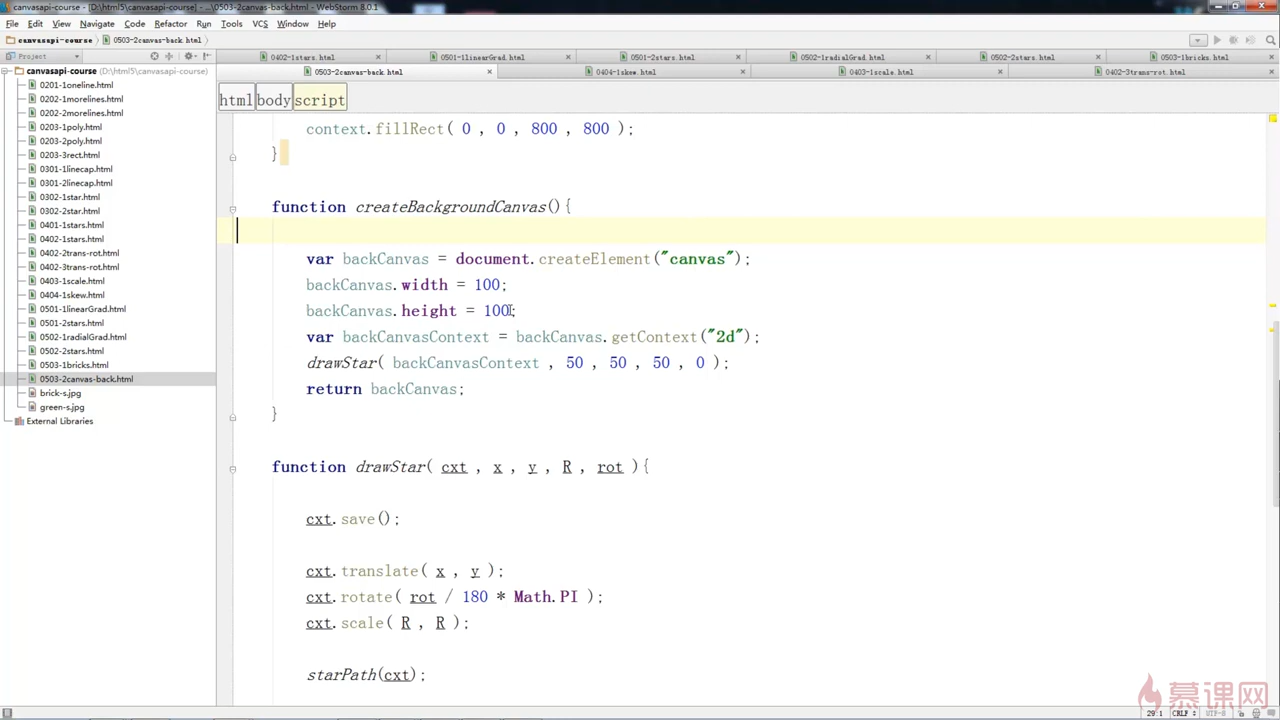 canvasapi-course - [D:\html5\canvasapi-course] - ...\0503-2canvas-back.html - WebStorm 8.0.1
File Edit View Navigate Code Refactor Run Tools VCS Window Help
canvasapi-course 0503-2canvas-back.html
Project
0402-1stars.html 0501-1linearGrad.html 0501-2stars.html 0502-1radialGrad.html 0502-2stars.html 0503-1bricks.html
0503-2canvas-back.html 0404-1skew.html 0403-1scale.html 0402-3trans-rot.html
canvasapi-course (D:\html5\canvasapi-course)
0201-1oneline.html
0202-1morelines.html
0202-2morelines.html
0203-1poly.html
0203-2poly.html
0203-3rect.html
0301-1linecap.html
0301-2linecap.html
0302-1star.html
0302-2star.html
0401-1stars.html
0402-1stars.html
0402-2trans-rot.html
0402-3trans-rot.html
0403-1scale.html
0404-1skew.html
0501-1linearGrad.html
0501-2stars.html
0502-1radialGrad.html
0502-2stars.html
0503-1bricks.html
0503-2canvas-back.html
brick-s.jpg
green-s.jpg
External Libraries
html body script
context.fillRect( 0 , 0 , 800 , 800 );
}
function createBackgroundCanvas(){
var backCanvas = document.createElement("canvas");
backCanvas.width = 100;
backCanvas.height = 100;
var backCanvasContext = backCanvas.getContext("2d");
drawStar( backCanvasContext , 50 , 50 , 50 , 0 );
return backCanvas;
}
function drawStar( cxt , x , y , R , rot ){
cxt.save();
cxt.translate( x , y );
cxt.rotate( rot / 180 * Math.PI );
cxt.scale( R , R );
starPath(cxt);
慕课网
29:1 CRLF UTF-8